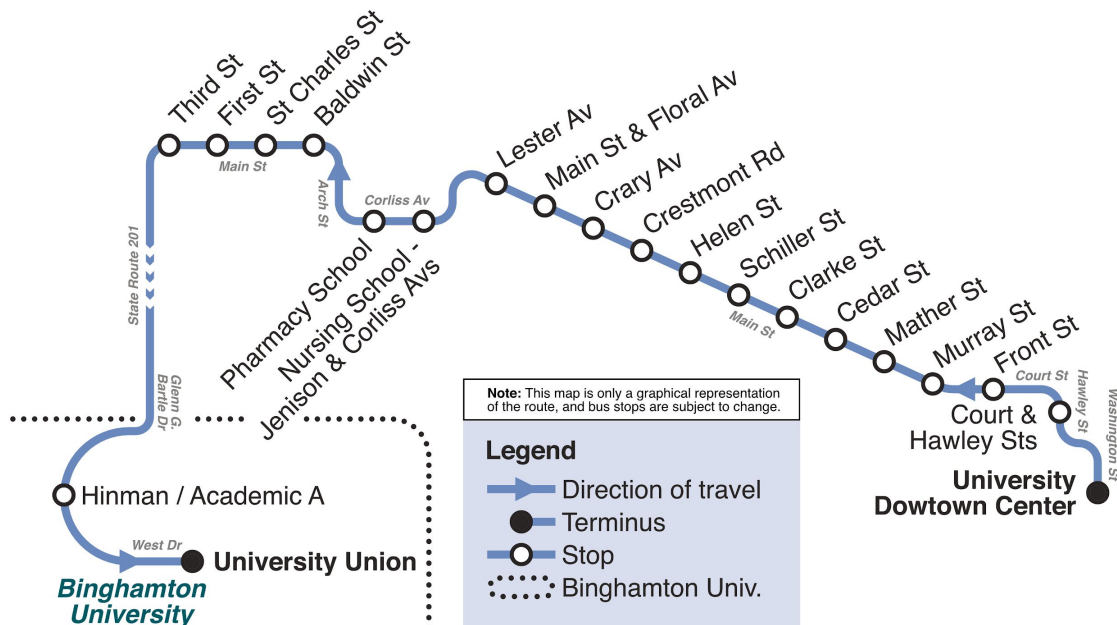 Third St
First St
St Charles St
Baldwin St
Main St
Arch St
Corliss Av
Pharmacy School
Nursing School -
Jenison & Corliss Avs
Lester Av
Main St & Floral Av
Crary Av
Crestmont Rd
Helen St
Schiller St
Clarke St
Cedar St
Mather St
Murray St
Front St
Main St
Court St
Hawley St
Washington St
Court &
Hawley Sts
University
Dowtown Center
State Route 201
Glenn G.
Bartle Dr
Hinman / Academic A
West Dr
University Union
Binghamton
University
Note: This map is only a graphical representation
of the route, and bus stops are subject to change.
Legend
Direction of travel
Terminus
Stop
Binghamton Univ.